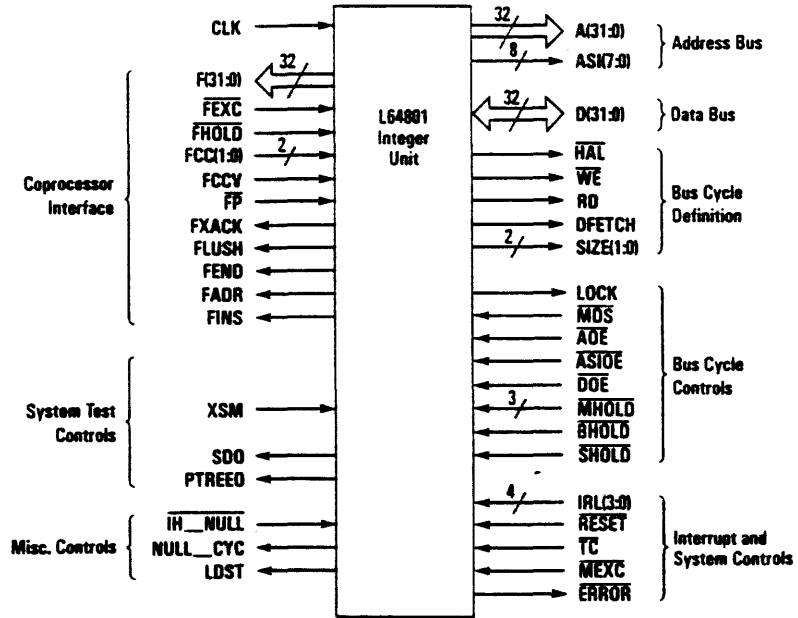 CLK
32
F(31:0)
FEXC
FHOLD
FCC(1:0)
2
FCCV
FP
FXACK
FLUSH
FEND
FADR
FINS
Coprocessor
Interface
XSM
SDO
PTREEO
System Test
Controls
IH__NULL
NULL__CYC
LDST
Misc. Controls
L64801
Integer
Unit
32
A(31:0)
8
ASI(7:0)
Address Bus
32
D(31:0)
Data Bus
HAL
WE
RD
DFETCH
2
SIZE(1:0)
Bus Cycle
Definition
LOCK
MDS
AOE
ASIOE
DOE
3
MHOLD
BHOLD
SHOLD
Bus Cycle
Controls
4
IRL(3:0)
RESET
TC
MEXC
ERROR
Interrupt and
System Controls